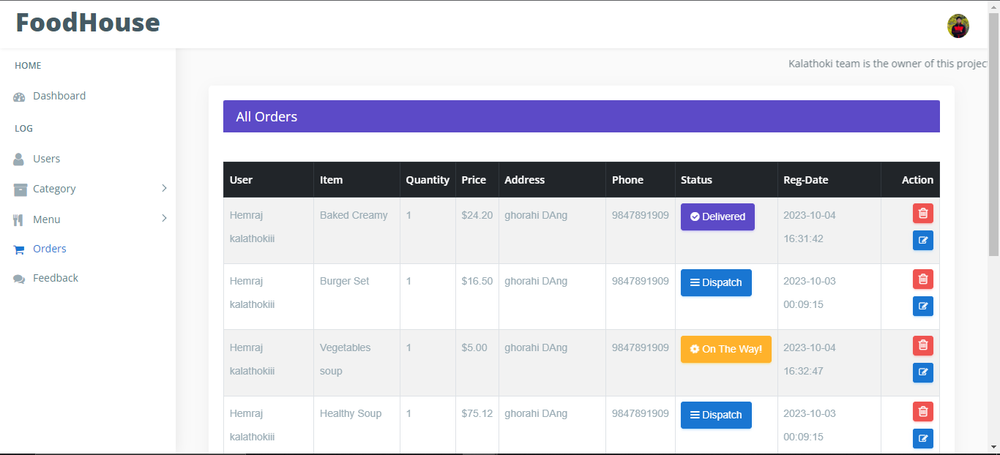 FoodHouse
Kalathoki team is the owner of this projec
HOME
Dashboard
LOG
Users
Category
Menu
Orders
Feedback
All Orders
User Item Quantity Price Address Phone Status Reg-Date Action
Hemraj Baked Creamy 1 $24.20 ghorahi DAng 9847891909 Delivered 2023-10-04
kalathokiii 16:31:42
Hemraj Burger Set 1 $16.50 ghorahi DAng 9847891909 Dispatch 2023-10-03
kalathokiii 00:09:15
Hemraj Vegetables 1 $5.00 ghorahi DAng 9847891909 On The Way! 2023-10-04
kalathokiii soup 16:32:47
Hemraj Healthy Soup 1 $75.12 ghorahi DAng 9847891909 Dispatch 2023-10-03
kalathokiii 00:09:15